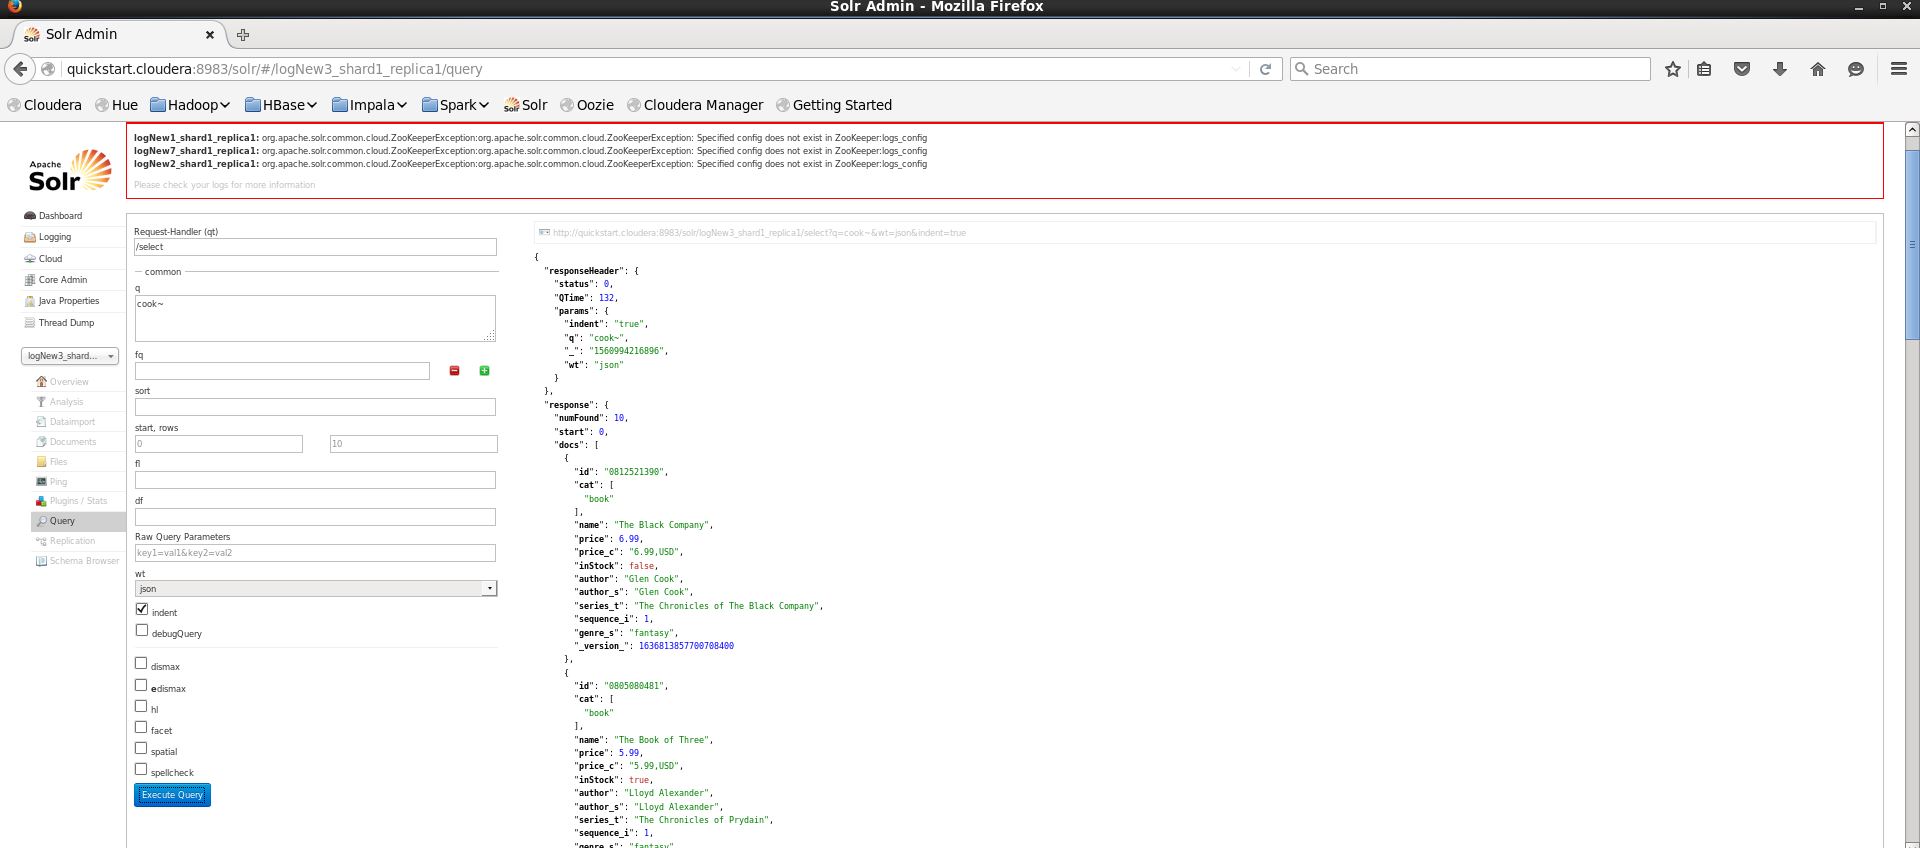 Solr Admin - Mozilla Firefox
Solr Admin
quickstart.cloudera:8983/solr/#/logNew3_shard1_replica1/query
Search
Cloudera Hue Hadoop HBase Impala Spark Solr Oozie Cloudera Manager Getting Started
logNew1_shard1_replica1: org.apache.solr.common.cloud.ZooKeeperException:org.apache.solr.common.cloud.ZooKeeperException: Specified config does not exist in ZooKeeper:logs_config
logNew7_shard1_replica1: org.apache.solr.common.cloud.ZooKeeperException:org.apache.solr.common.cloud.ZooKeeperException: Specified config does not exist in ZooKeeper:logs_config
logNew2_shard1_replica1: org.apache.solr.common.cloud.ZooKeeperException:org.apache.solr.common.cloud.ZooKeeperException: Specified config does not exist in ZooKeeper:logs_config
Please check your logs for more information
Apache
Solr
Dashboard
Logging
Cloud
Core Admin
Java Properties
Thread Dump
logNew3_shard...
Overview
Analysis
Dataimport
Documents
Files
Ping
Plugins / Stats
Query
Replication
Schema Browser
Request-Handler (qt)
/select
common
q
cook~
fq
sort
start, rows
0 10
fl
df
Raw Query Parameters
key1=val1&key2=val2
wt
json
indent
debugQuery
dismax
edismax
hl
facet
spatial
spellcheck
Execute Query
http://quickstart.cloudera:8983/solr/logNew3_shard1_replica1/select?q=cook~&wt=json&indent=true
{
"responseHeader": {
"status": 0,
"QTime": 132,
"params": {
"indent": "true",
"q": "cook~",
"_": "1560994216896",
"wt": "json"
}
},
"response": {
"numFound": 10,
"start": 0,
"docs": [
{
"id": "0812521390",
"cat": [
"book"
],
"name": "The Black Company",
"price": 6.99,
"price_c": "6.99,USD",
"inStock": false,
"author": "Glen Cook",
"author_s": "Glen Cook",
"series_t": "The Chronicles of The Black Company",
"sequence_i": 1,
"genre_s": "fantasy",
"_version_": 1636813857700708400
},
{
"id": "0805080481",
"cat": [
"book"
],
"name": "The Book of Three",
"price": 5.99,
"price_c": "5.99,USD",
"inStock": true,
"author": "Lloyd Alexander",
"author_s": "Lloyd Alexander",
"series_t": "The Chronicles of Prydain",
"sequence_i": 1,
"genre_s": "fantasy"